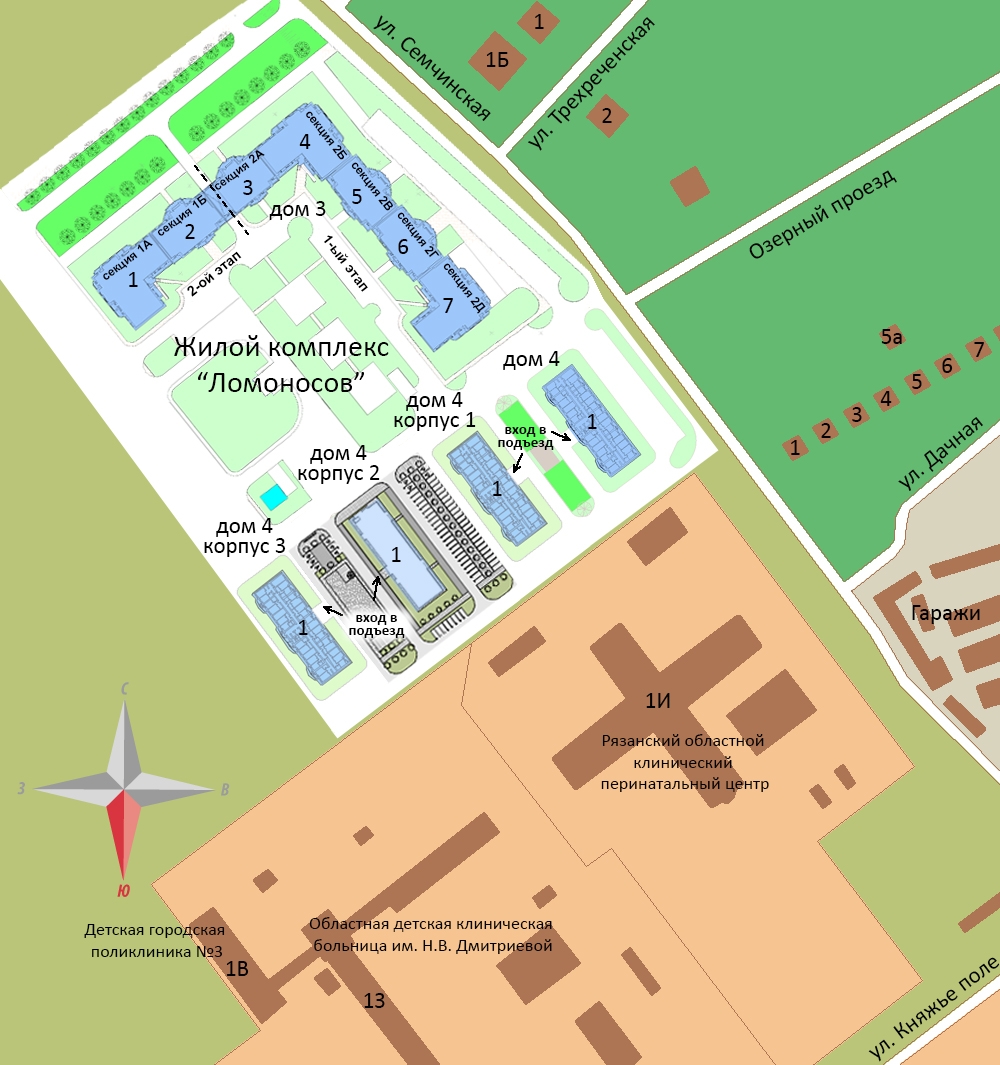 ул. Семчинская
1
1Б
ул. Трехреченская
2
Озерный проезд
4
секция 2Б
секция 2А
3
секция 1Б
2
секция 1А
1
дом 3
5
секция 2В
6
секция 2Г
7
секция 2Д
2-ой этап
1-ый этап
Жилой комплекс
“Ломоносов”
дом 4
1
дом 4
корпус 1
вход в
подъезд
1
дом 4
корпус 2
1
дом 4
корпус 3
1
вход в
подъезд
5а
1
2
3
4
5
6
7
ул. Дачная
Гаражи
1И
Рязанский областной
клинический
перинатальный центр
С
З
В
Ю
Детская городская
поликлиника №3
1В
Областная детская клиническая
больница им. Н.В. Дмитриевой
13
ул. Княжье поле